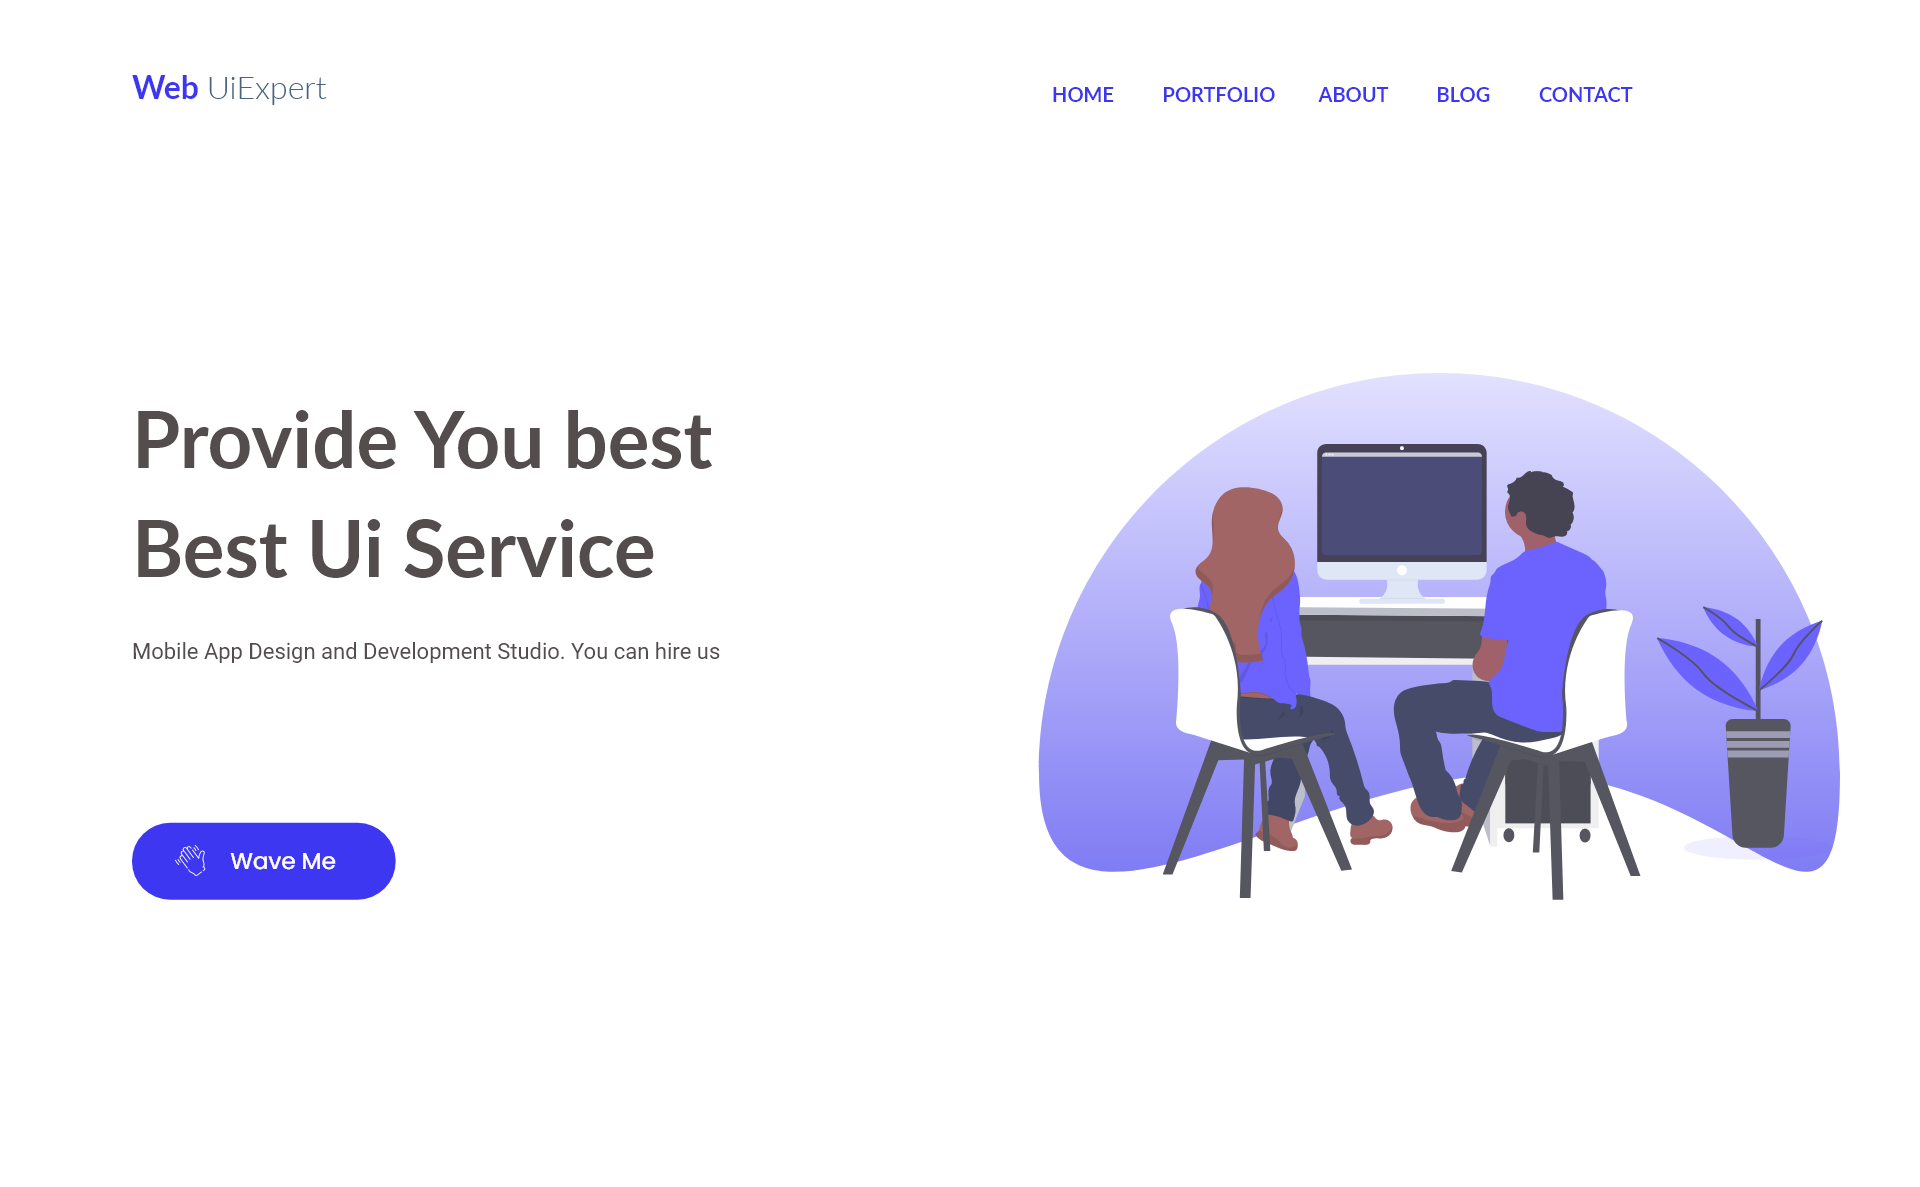 Web UiExpert
HOME PORTFOLIO ABOUT BLOG CONTACT
Provide You best
Best Ui Service
Mobile App Design and Development Studio. You can hire us
Wave Me